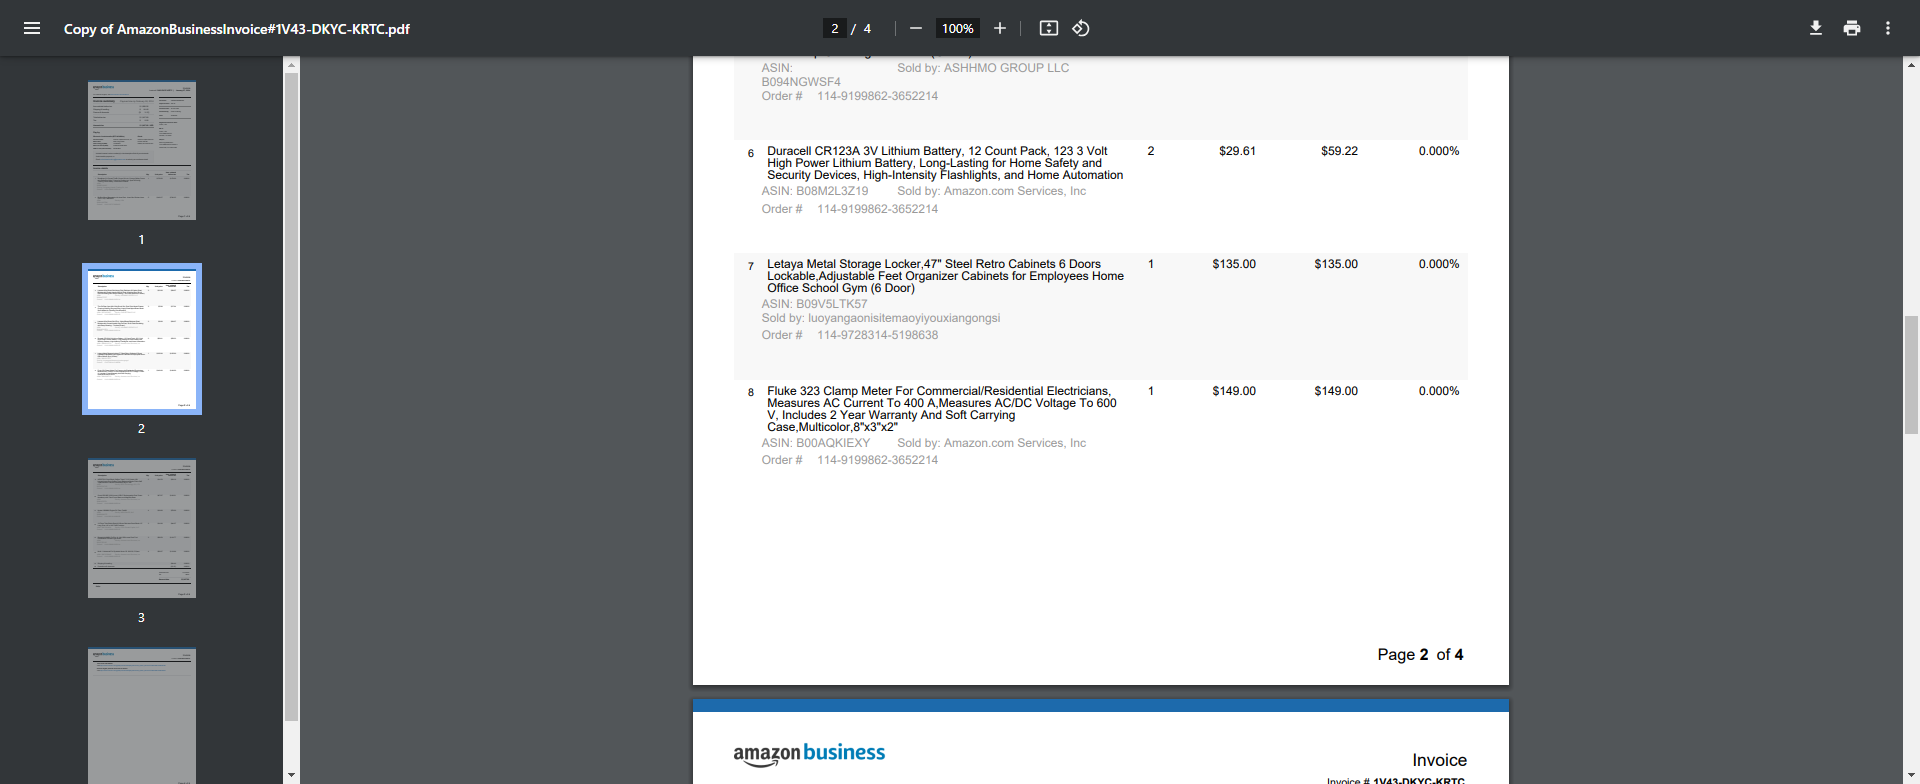 Copy of AmazonBusinessInvoice#1V43-DKYC-KRTC.pdf
2 / 4
100%
1
2
3
ASIN: Sold by: ASHHMO GROUP LLC
B094NGWSF4
Order # 114-9199862-3652214
6 Duracell CR123A 3V Lithium Battery, 12 Count Pack, 123 3 Volt 2 $29.61 $59.22 0.000%
High Power Lithium Battery, Long-Lasting for Home Safety and
Security Devices, High-Intensity Flashlights, and Home Automation
ASIN: B08M2L3Z19 Sold by: Amazon.com Services, Inc
Order # 114-9199862-3652214
7 Letaya Metal Storage Locker,47" Steel Retro Cabinets 6 Doors 1 $135.00 $135.00 0.000%
Lockable,Adjustable Feet Organizer Cabinets for Employees Home
Office School Gym (6 Door)
ASIN: B09V5LTK57
Sold by: luoyangaonisitemaoyiyouxiangongsi
Order # 114-9728314-5198638
8 Fluke 323 Clamp Meter For Commercial/Residential Electricians, 1 $149.00 $149.00 0.000%
Measures AC Current To 400 A,Measures AC/DC Voltage To 600
V, Includes 2 Year Warranty And Soft Carrying
Case,Multicolor,8"x3"x2"
ASIN: B00AQKIEXY Sold by: Amazon.com Services, Inc
Order # 114-9199862-3652214
Page 2 of 4
amazon business
Invoice
Invoice # 1V43-DKYC-KRTC